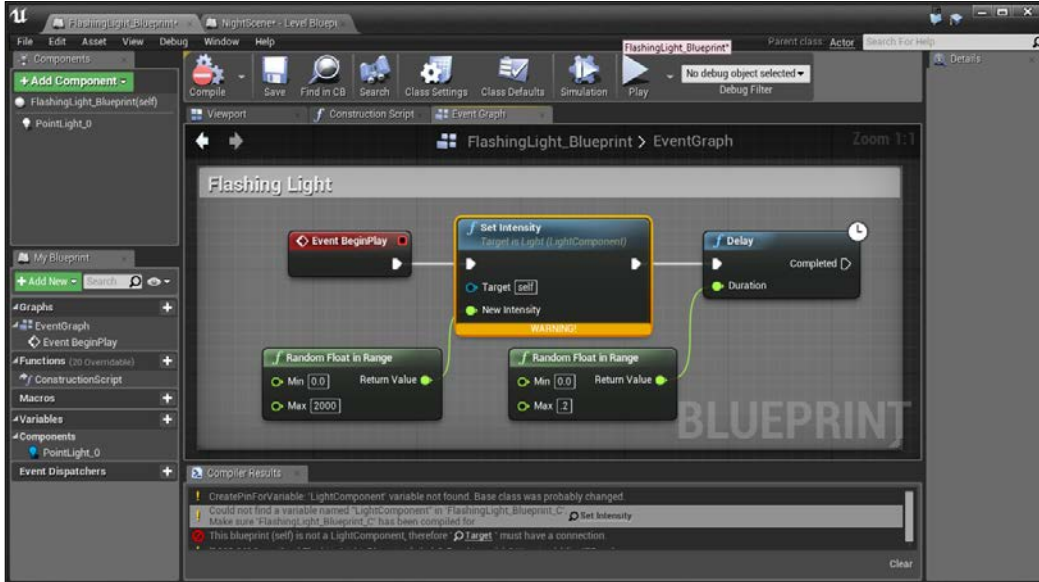 FlashingLight_Blueprint*
NightScene* - Level Bluepr
File Edit Asset View Debug Window Help
FlashingLight_Blueprint*
Parent class: Actor
Search For Help
Components
+Add Component
FlashingLight_Blueprint(self)
PointLight_0
Compile
Save
Find in CB
Search
Class Settings
Class Defaults
Simulation
Play
No debug object selected
Debug Filter
Details
Viewport
Construction Script
Event Graph
FlashingLight_Blueprint > EventGraph
Zoom 1:1
Flashing Light
Event BeginPlay
Set Intensity
Target is Light (LightComponent)
Target self
New Intensity
WARNING!
Delay
Completed
Duration
Random Float in Range
Min 0.0 Return Value
Max 2000
Random Float in Range
Min 0.0 Return Value
Max .2
BLUEPRINT
My Blueprint
+Add New
Search
Graphs
EventGraph
Event BeginPlay
Functions (20 Overridable)
ConstructionScript
Macros
Variables
Components
PointLight_0
Event Dispatchers
Compiler Results
CreatePinForVariable: 'LightComponent' variable not found. Base class was probably changed.
Could not find a variable named "LightComponent" in 'FlashingLight_Blueprint_C'.
Make sure 'FlashingLight_Blueprint_C' has been compiled for Set Intensity
This blueprint (self) is not a LightComponent, therefore ' Target ' must have a connection.
Clear